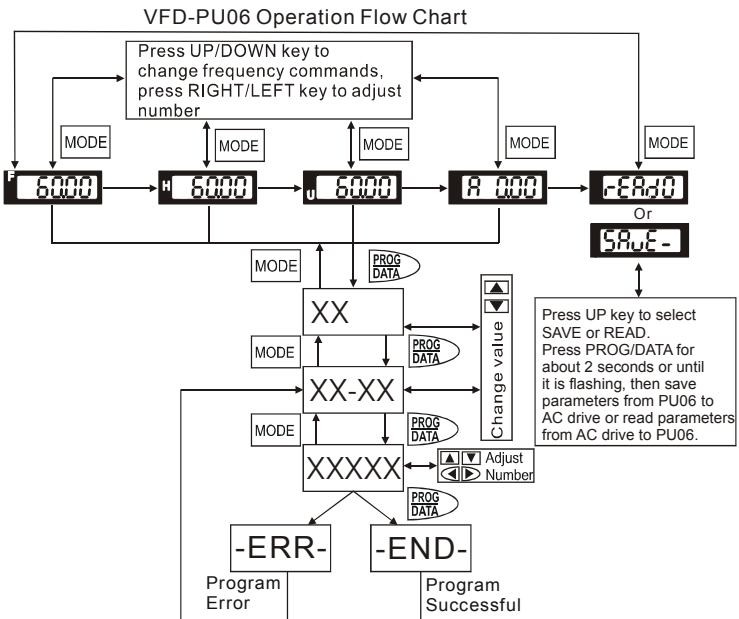 VFD-PU06 Operation Flow Chart
Press UP/DOWN key to
change frequency commands,
press RIGHT/LEFT key to adjust
number
MODE
MODE
MODE
MODE
MODE
F 60.00
H 60.00
U 60.00
A 0.00
rEAd0
Or
SAvE-
MODE
PROG
DATA
XX
MODE
PROG
DATA
XX-XX
MODE
PROG
DATA
XXXXX
PROG
DATA
Change value
Adjust
Number
Press UP key to select
SAVE or READ.
Press PROG/DATA for
about 2 seconds or until
it is flashing, then save
parameters from PU06 to
AC drive or read parameters
from AC drive to PU06.
-ERR-
-END-
Program
Error
Program
Successful